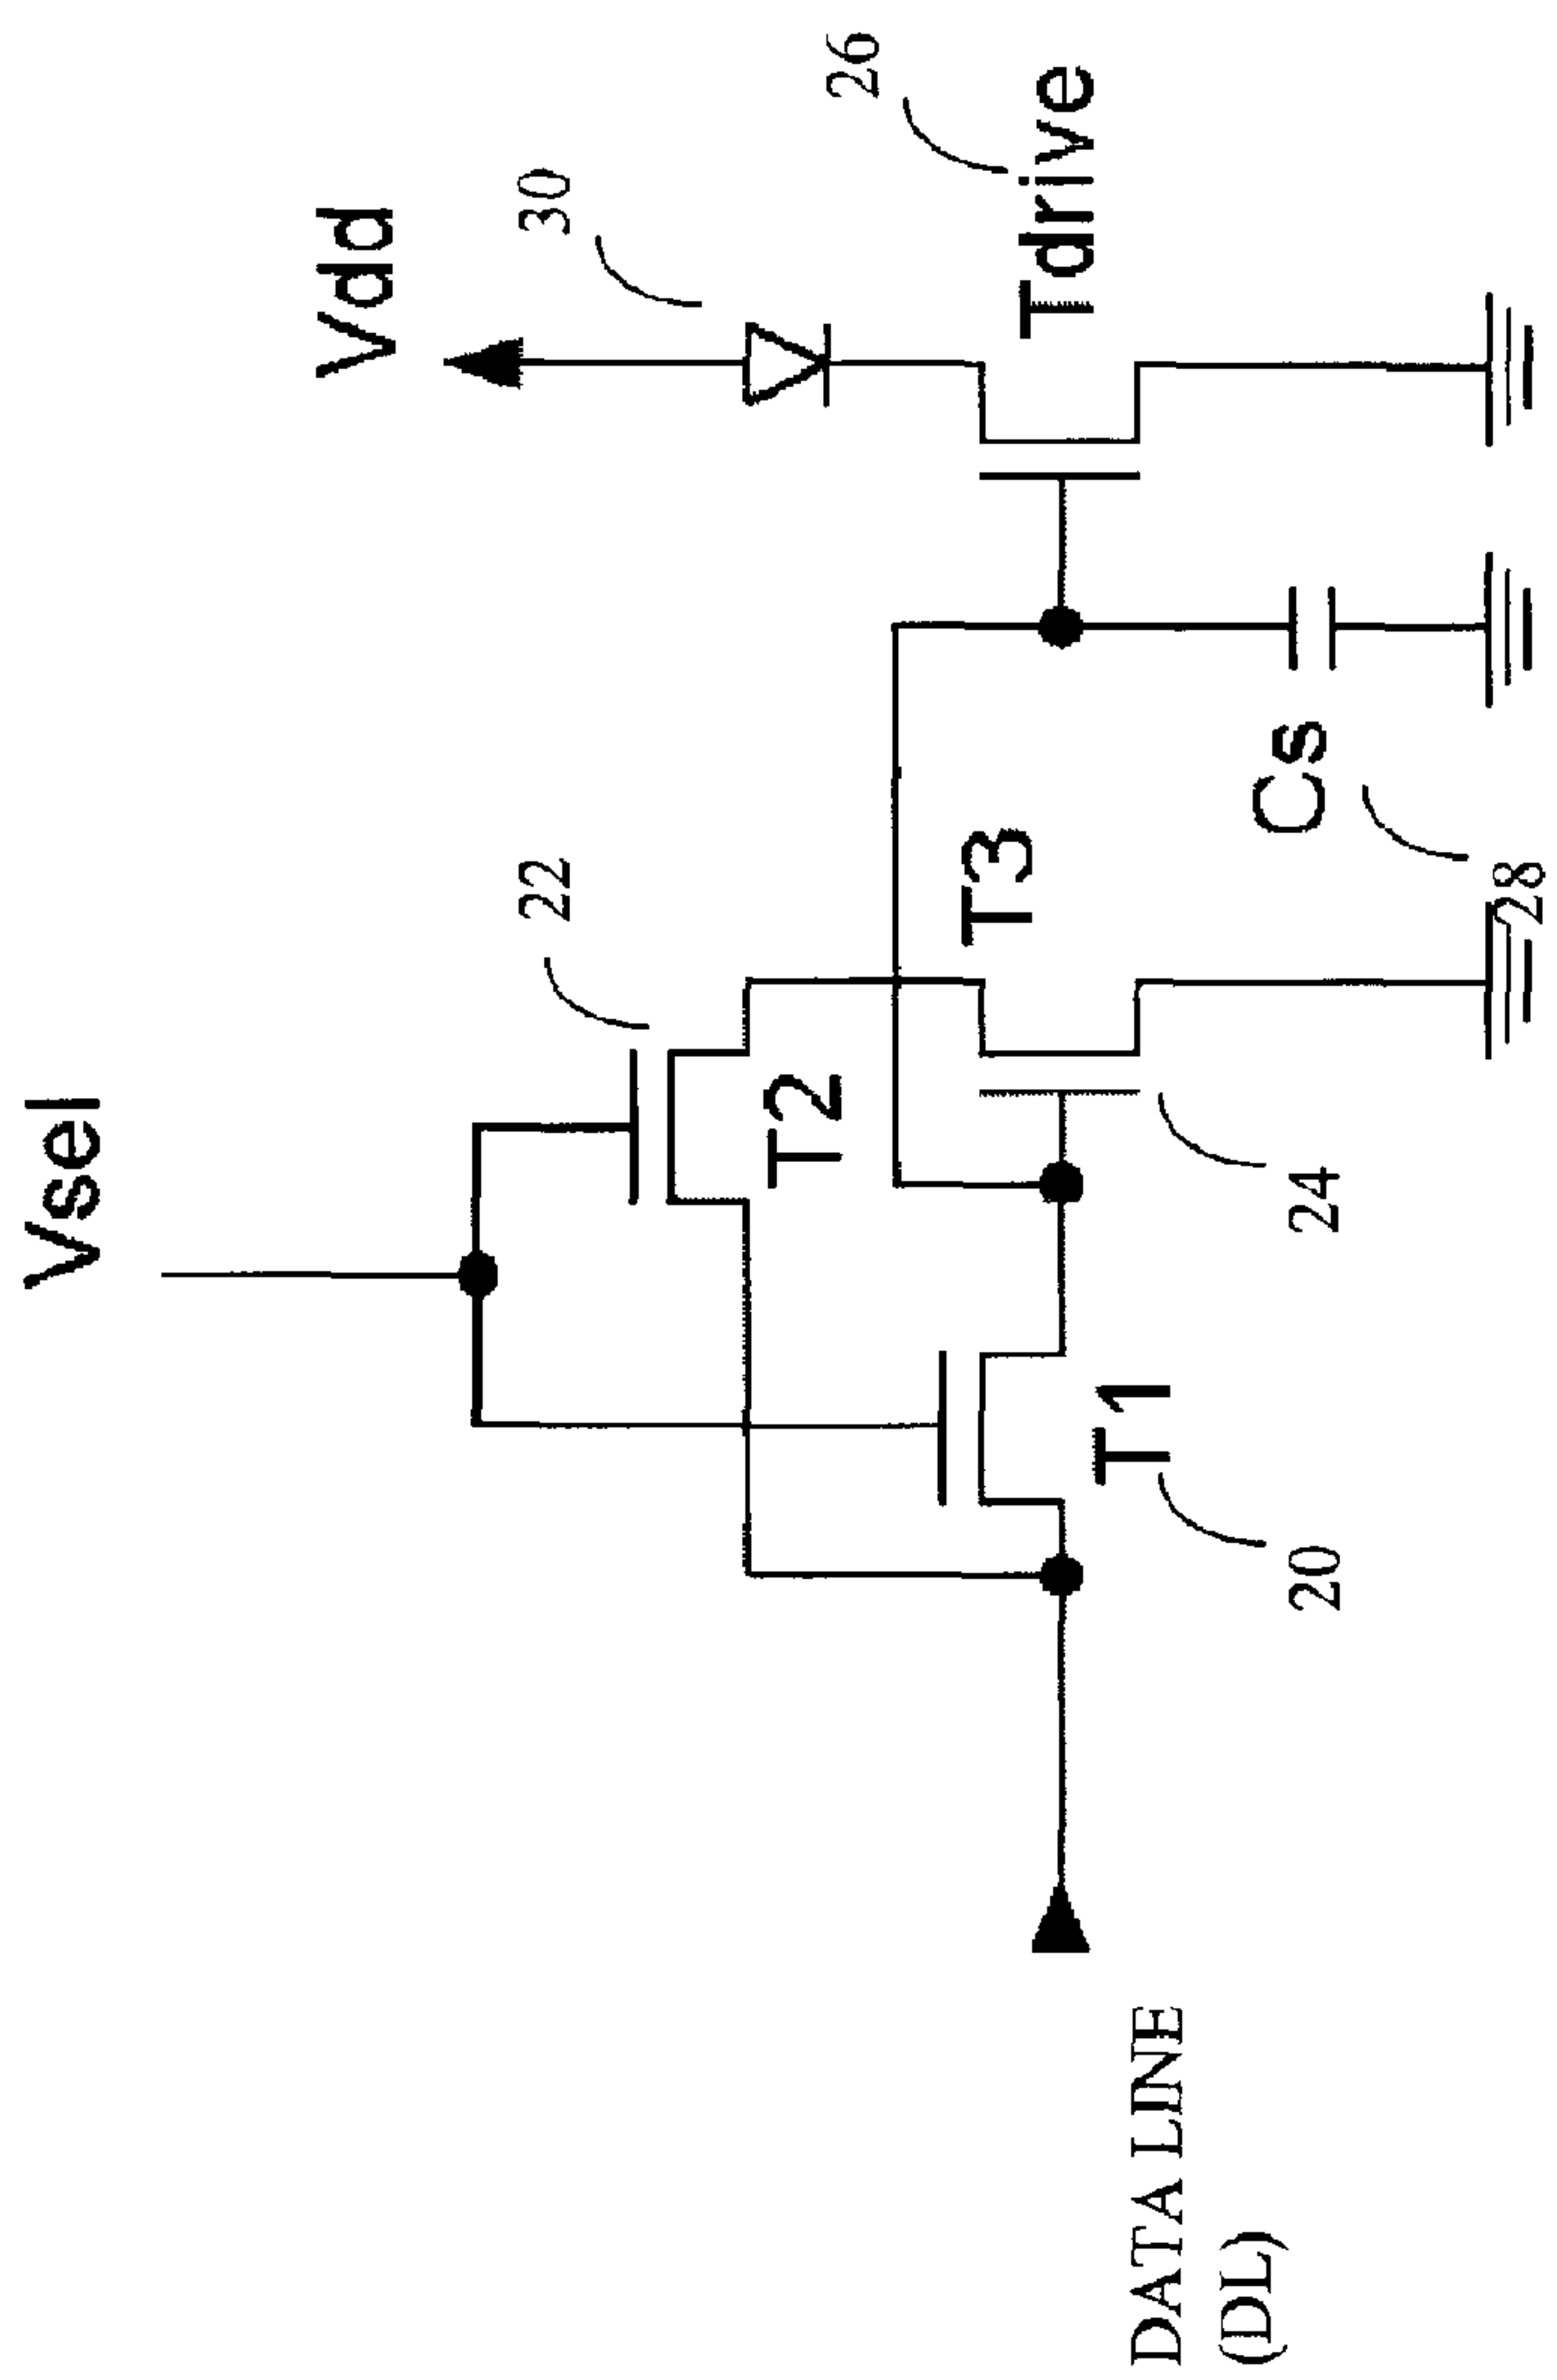 Vsel
Vdd
30
26
Tdrive
22
T2
T3
Cs
28
24
T1
20
DATA LINE
(DL)